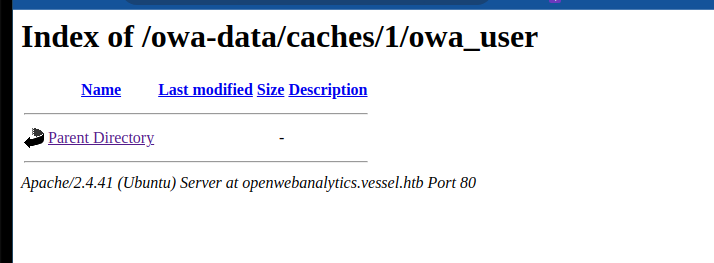 Index of /owa-data/caches/1/owa_user
Name Last modified Size Description
Parent Directory -
Apache/2.4.41 (Ubuntu) Server at openwebanalytics.vessel.htb Port 80